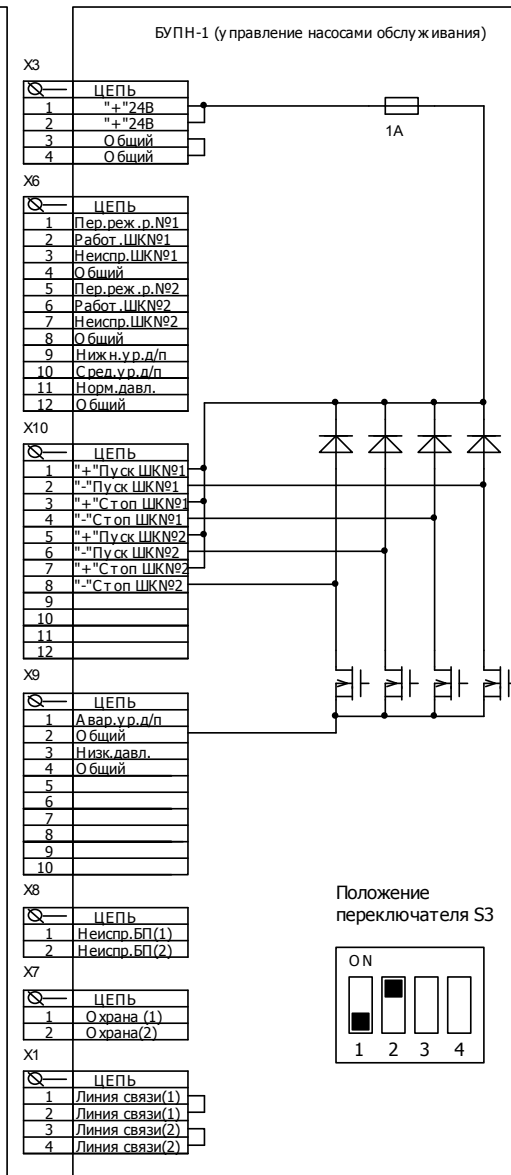 БУПН-1 (управление насосами обслуживания)
X3
ЦЕПЬ
1 "+"24В
2 "+"24В
3 Общий
4 Общий
1А
X6
ЦЕПЬ
1 Пер.реж.р.№1
2 Работ.ШК№1
3 Неиспр.ШК№1
4 Общий
5 Пер.реж.р.№2
6 Работ.ШК№2
7 Неиспр.ШК№2
8 Общий
9 Нижн.ур.д/п
10 Сред.ур.д/п
11 Норм.давл.
12 Общий
X10
ЦЕПЬ
1 "+"Пуск ШК№1
2 "-"Пуск ШК№1
3 "+"Стоп ШК№1
4 "-"Стоп ШК№1
5 "+"Пуск ШК№2
6 "-"Пуск ШК№2
7 "+"Стоп ШК№2
8 "-"Стоп ШК№2
9
10
11
12
X9
ЦЕПЬ
1 Авар.ур.д/п
2 Общий
3 Низк.давл.
4 Общий
5
6
7
8
9
10
X8
ЦЕПЬ
1 Неиспр.БП(1)
2 Неиспр.БП(2)
X7
ЦЕПЬ
1 Охрана (1)
2 Охрана(2)
X1
ЦЕПЬ
1 Линия связи(1)
2 Линия связи(1)
3 Линия связи(2)
4 Линия связи(2)
Положение
переключателя S3
ON
1 2 3 4